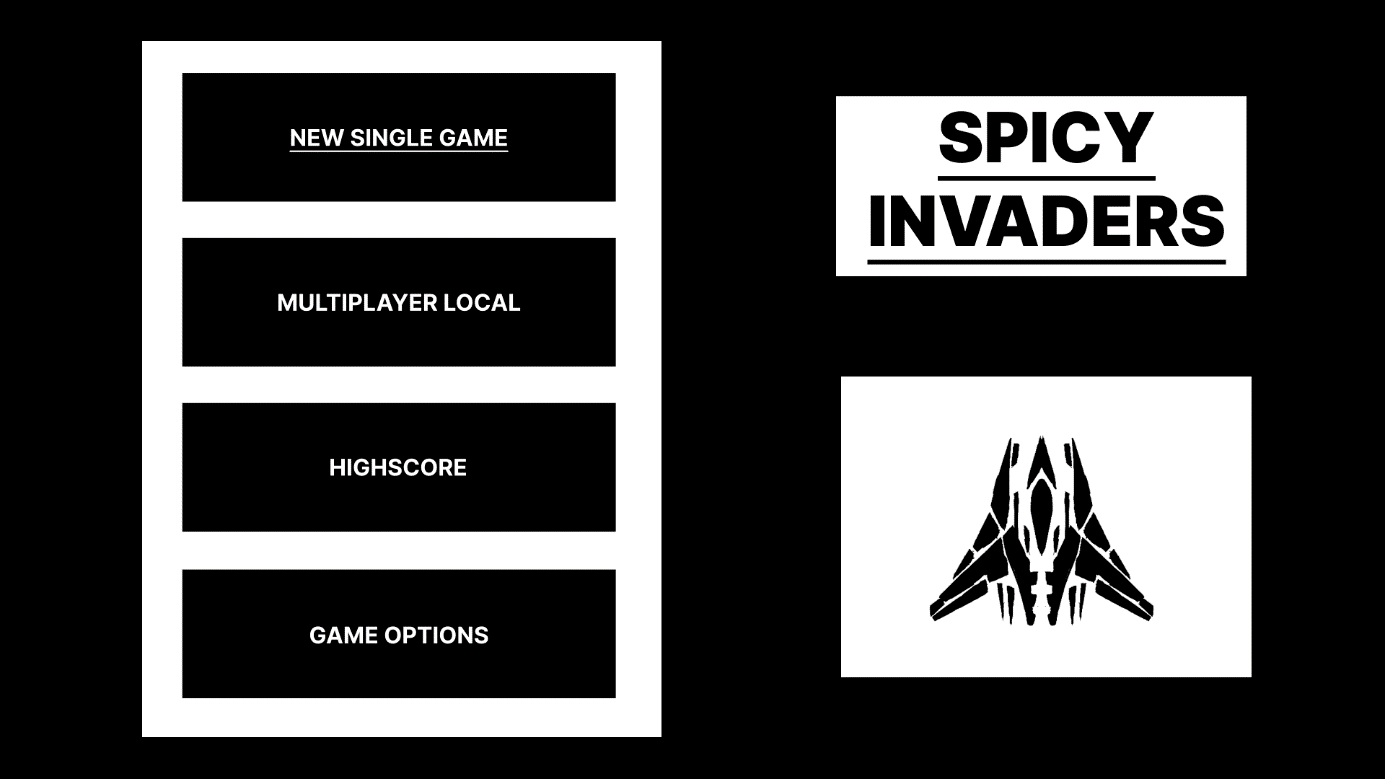 NEW SINGLE GAME
MULTIPLAYER LOCAL
HIGHSCORE
GAME OPTIONS
SPICY
INVADERS